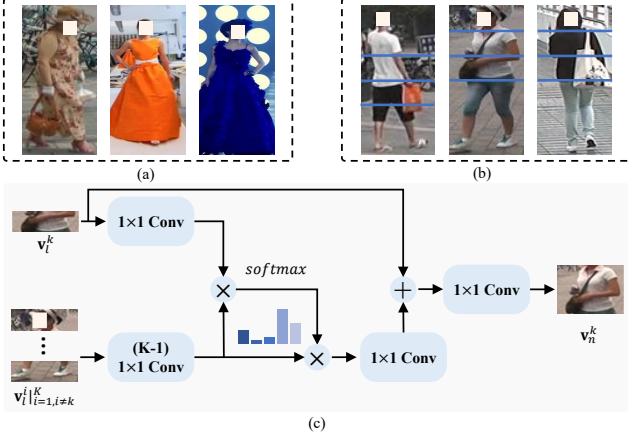 (a)
(b)
1×1 Conv
v_l^k
softmax
×
+
1×1 Conv
v_n^k
(K-1)
1×1 Conv
×
1×1 Conv
v_l^i|_{i=1,i≠k}^K
(c)